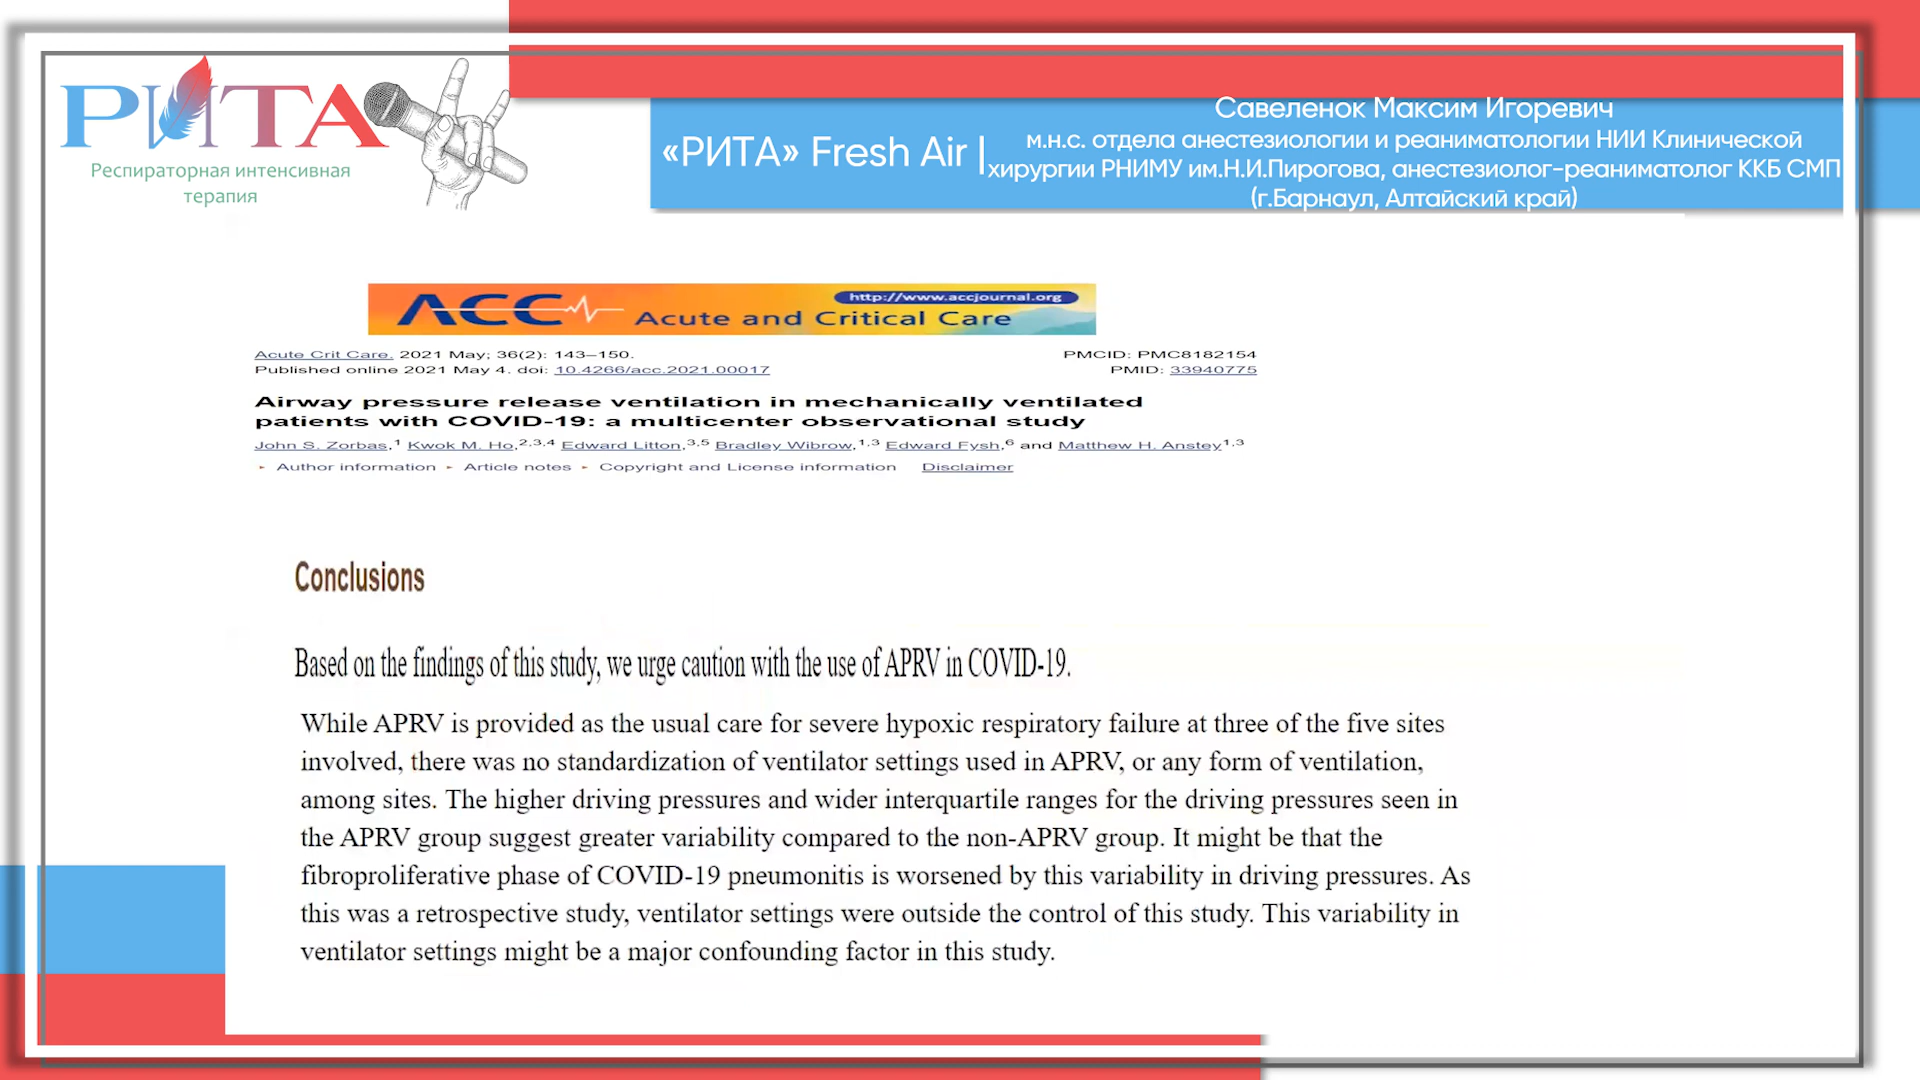 РИТА
Респираторная интенсивная
терапия
«РИТА» Fresh Air |
Савеленок Максим Игоревич
м.н.с. отдела анестезиологии и реаниматологии НИИ Клинической
хирургии РНИМУ им.Н.И.Пирогова, анестезиолог-реаниматолог ККБ СМП
(г.Барнаул, Алтайский край)
ACC
http://www.accjournal.org
Acute and Critical Care
Acute Crit Care. 2021 May; 36(2): 143–150.
PMCID: PMC8182154
Published online 2021 May 4. doi: 10.4266/acc.2021.00017
PMID: 33940775
Airway pressure release ventilation in mechanically ventilated
patients with COVID-19: a multicenter observational study
John S. Zorbas,1 Kwok M. Ho,2,3,4 Edward Litton,3,5 Bradley Wibrow,1,3 Edward Fysh,6 and Matthew H. Anstey1,3
▸ Author information ▸ Article notes ▸ Copyright and License information Disclaimer
Conclusions
Based on the findings of this study, we urge caution with the use of APRV in COVID-19.
While APRV is provided as the usual care for severe hypoxic respiratory failure at three of the five sites
involved, there was no standardization of ventilator settings used in APRV, or any form of ventilation,
among sites. The higher driving pressures and wider interquartile ranges for the driving pressures seen in
the APRV group suggest greater variability compared to the non-APRV group. It might be that the
fibroproliferative phase of COVID-19 pneumonitis is worsened by this variability in driving pressures. As
this was a retrospective study, ventilator settings were outside the control of this study. This variability in
ventilator settings might be a major confounding factor in this study.